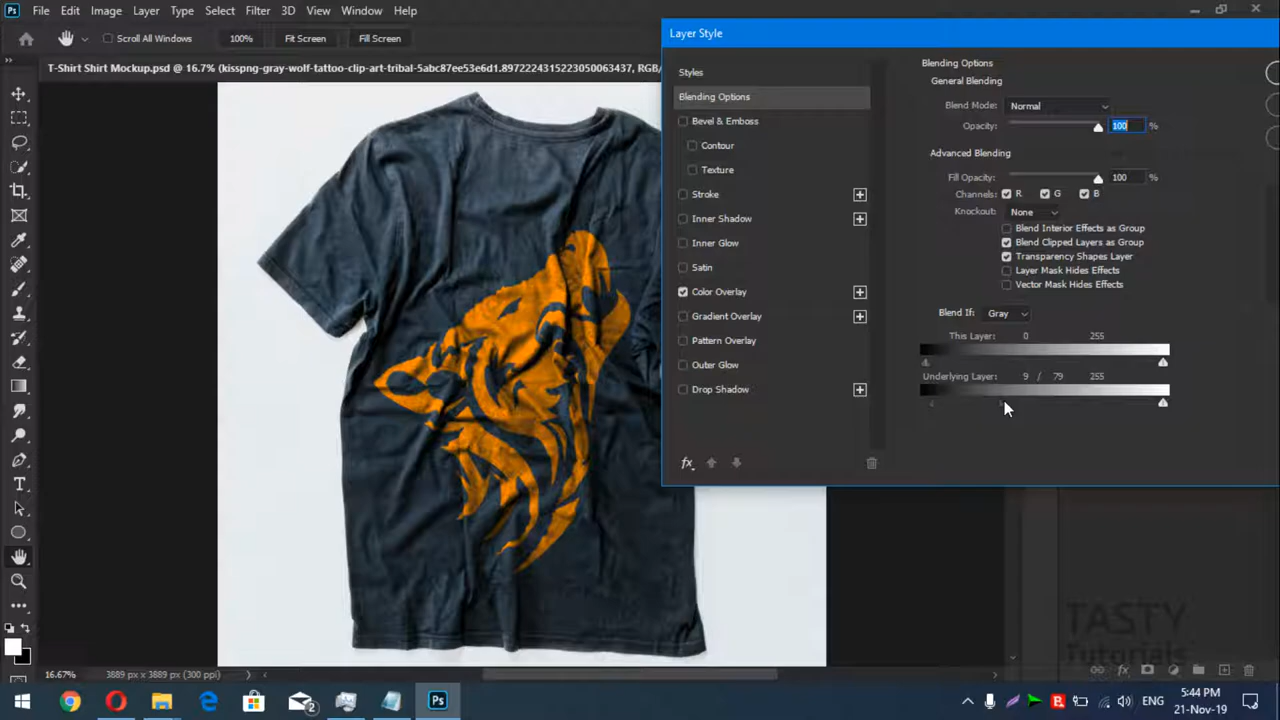 Ps File Edit Image Layer Type Select Filter 3D View Window Help
Scroll All Windows 100% Fit Screen Fill Screen
T-Shirt Shirt Mockup.psd @ 16.7% (kisspng-gray-wolf-tattoo-clip-art-tribal-5abc87ee53e6d1.8972224315223050063437, RGB/
Layer Style
Styles
Blending Options
Bevel & Emboss
Contour
Texture
Stroke
Inner Shadow
Inner Glow
Satin
Color Overlay
Gradient Overlay
Pattern Overlay
Outer Glow
Drop Shadow
fx
Blending Options
General Blending
Blend Mode: Normal
Opacity: 100 %
Advanced Blending
Fill Opacity: 100 %
Channels: R G B
Knockout: None
Blend Interior Effects as Group
Blend Clipped Layers as Group
Transparency Shapes Layer
Layer Mask Hides Effects
Vector Mask Hides Effects
Blend If: Gray
This Layer: 0 255
Underlying Layer: 9 / 79 255
TASTY
Tutorials
fx
16.67% 3889 px x 3889 px (300 ppi)
2
Ps
ENG
5:44 PM
21-Nov-19